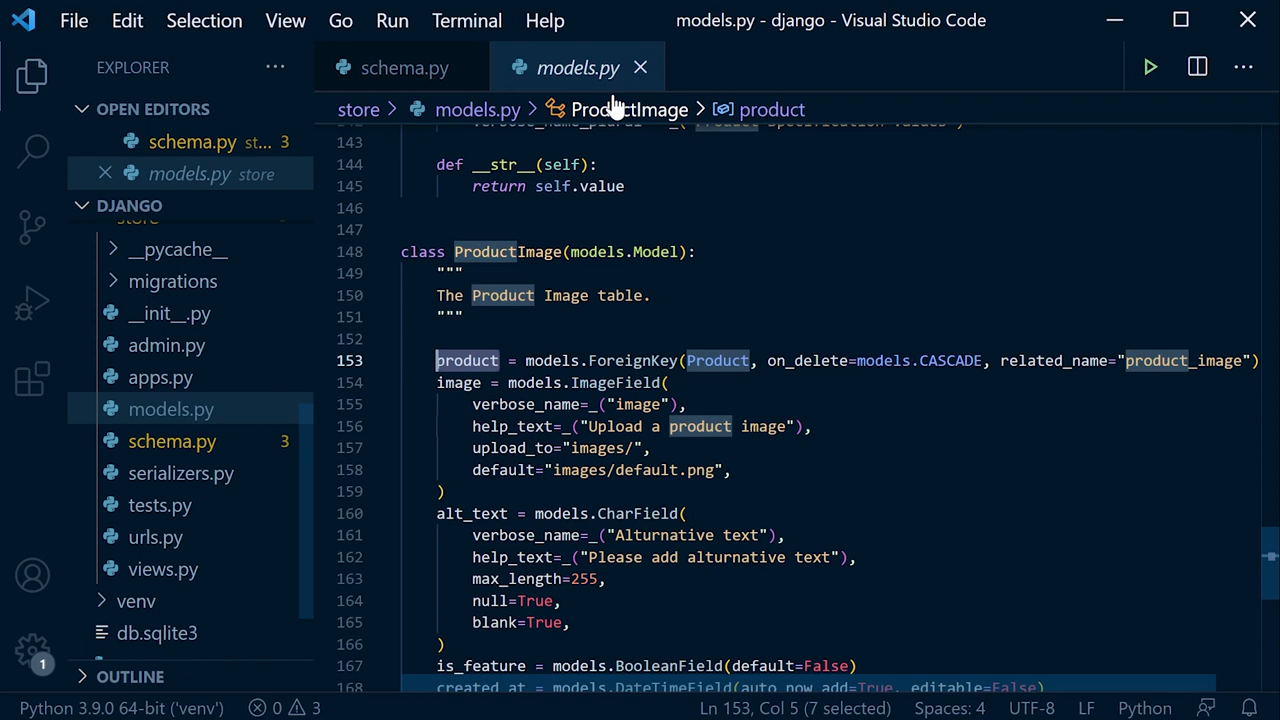 File Edit Selection View Go Run Terminal Help models.py - django - Visual Studio Code
EXPLORER ···
schema.py models.py
OPEN EDITORS
store > models.py > ProductImage > product
schema.py st... 3
models.py store
DJANGO
store
__pycache__
migrations
__init__.py
admin.py
apps.py
models.py
schema.py 3
serializers.py
tests.py
urls.py
views.py
venv
db.sqlite3
OUTLINE
verbose_name_plural = _("Product Specification Values")
143
144 def __str__(self):
145 return self.value
146
147
148 class ProductImage(models.Model):
149 """
150 The Product Image table.
151 """
152
153 product = models.ForeignKey(Product, on_delete=models.CASCADE, related_name="product_image")
154 image = models.ImageField(
155 verbose_name=_("image"),
156 help_text=_("Upload a product image"),
157 upload_to="images/",
158 default="images/default.png",
159 )
160 alt_text = models.CharField(
161 verbose_name=_("Alternative text"),
162 help_text=_("Please add alternative text"),
163 max_length=255,
164 null=True,
165 blank=True,
166 )
167 is_feature = models.BooleanField(default=False)
168 created_at = models.DateTimeField(auto_now_add=True, editable=False)
1
Python 3.9.0 64-bit ('venv') 0 3 Ln 153, Col 5 (7 selected) Spaces: 4 UTF-8 LF Python